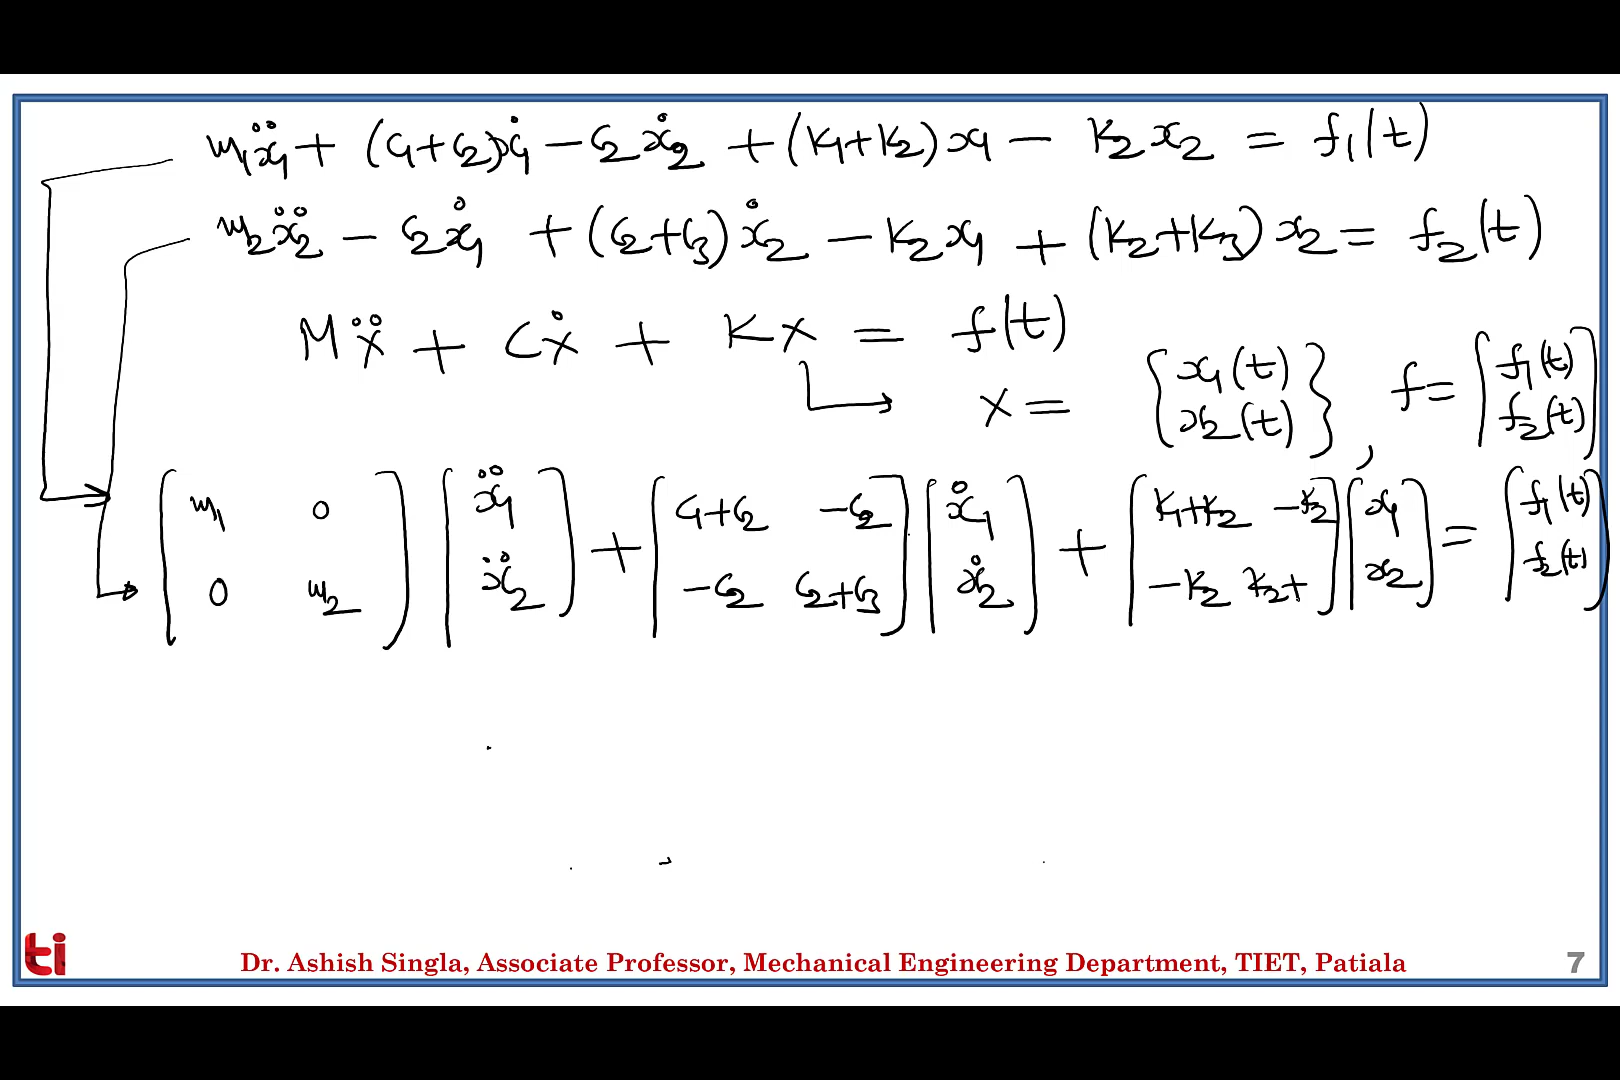 m₁ẍ₁ + (c₁+c₂)ẋ₁ − c₂ẋ₂ + (k₁+k₂)x₁ − k₂x₂ = f₁(t)
m₂ẍ₂ − c₂ẋ₁ + (c₂+c₃)ẋ₂ − k₂x₁ + (k₂+k₃)x₂ = f₂(t)
Mẍ + Cẋ + Kx = f(t)
x = {x₁(t) x₂(t)}, f = [f₁(t) f₂(t)]
[m₁ 0; 0 m₂] [ẍ₁; ẍ₂] + [c₁+c₂ −c₂; −c₂ c₂+c₃] [ẋ₁; ẋ₂] + [k₁+k₂ −k₂; −k₂ k₂+] [x₁; x₂] = [f₁(t); f₂(t)]
ti
Dr. Ashish Singla, Associate Professor, Mechanical Engineering Department, TIET, Patiala
7